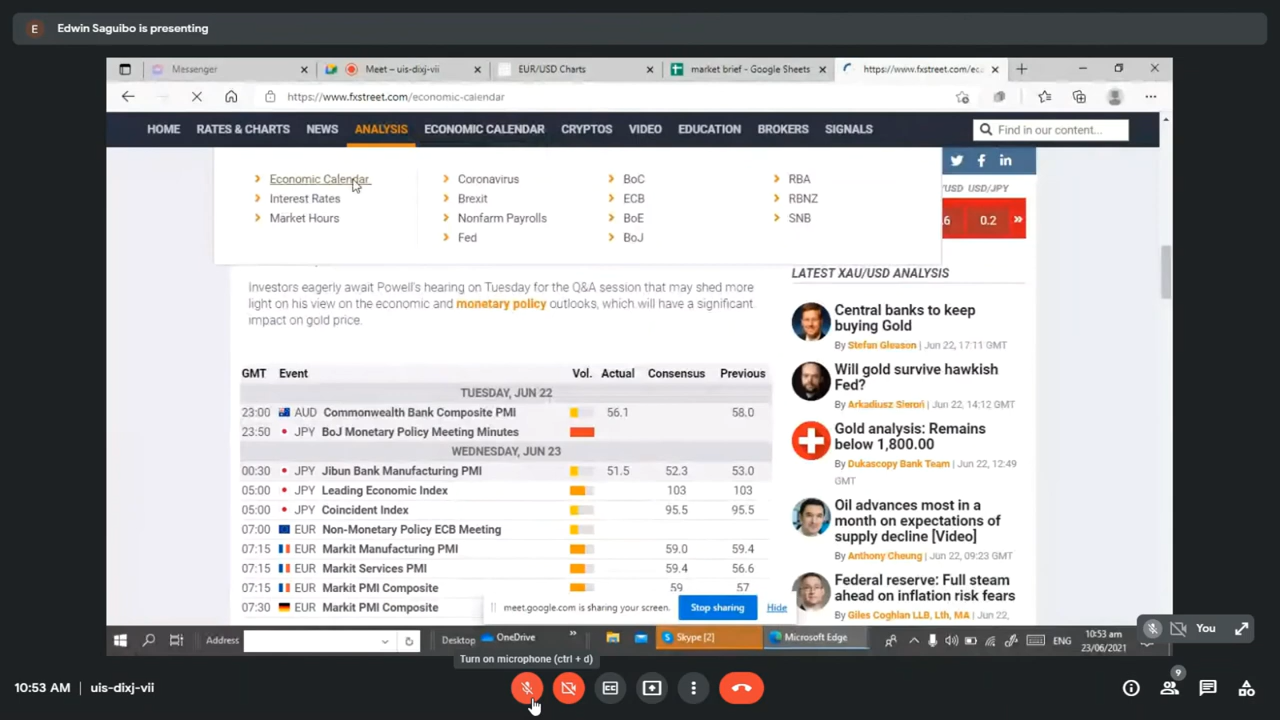 E Edwin Saguibo is presenting
Messenger
Meet – uis-dixj-vii
EUR/USD Charts
market brief - Google Sheets
https://www.fxstreet.com/ec
https://www.fxstreet.com/economic-calendar
HOME RATES & CHARTS NEWS ANALYSIS ECONOMIC CALENDAR CRYPTOS VIDEO EDUCATION BROKERS SIGNALS
Find in our content...
Economic Calendar Coronavirus BoC RBA
Interest Rates Brexit ECB RBNZ
Market Hours Nonfarm Payrolls BoE SNB
Fed BoJ
/USD USD/JPY
6 0.2 »
Investors eagerly await Powell's hearing on Tuesday for the Q&A session that may shed more
light on his view on the economic and monetary policy outlooks, which will have a significant
impact on gold price.
GMT Event Vol. Actual Consensus Previous
TUESDAY, JUN 22
23:00 AUD Commonwealth Bank Composite PMI 56.1 58.0
23:50 JPY BoJ Monetary Policy Meeting Minutes
WEDNESDAY, JUN 23
00:30 JPY Jibun Bank Manufacturing PMI 51.5 52.3 53.0
05:00 JPY Leading Economic Index 103 103
05:00 JPY Coincident Index 95.5 95.5
07:00 EUR Non-Monetary Policy ECB Meeting
07:15 EUR Markit Manufacturing PMI 59.0 59.4
07:15 EUR Markit Services PMI 59.4 56.6
07:15 EUR Markit PMI Composite 59 57
07:30 EUR Markit PMI Composite
LATEST XAU/USD ANALYSIS
Central banks to keep
buying Gold
By Stefan Gleason | Jun 22, 17:11 GMT
Will gold survive hawkish
Fed?
By Arkadiusz Sieroń | Jun 22, 14:12 GMT
Gold analysis: Remains
below 1,800.00
By Dukascopy Bank Team | Jun 22, 12:49
GMT
Oil advances most in a
month on expectations of
supply decline [Video]
By Anthony Cheung | Jun 22, 09:23 GMT
Federal reserve: Full steam
ahead on inflation risk fears
By Giles Coghlan LLB, Lth, MA | Jun 22,
meet.google.com is sharing your screen. Stop sharing Hide
Address Desktop OneDrive » Skype [2] Microsoft Edge ENG 10:53 am
23/06/2021
You
Turn on microphone (ctrl + d)
10:53 AM uis-dixj-vii
9